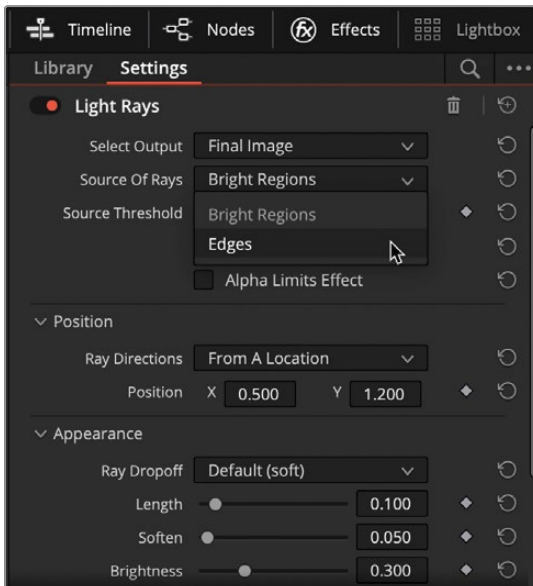 Timeline Nodes Effects Lightbox
Library Settings
Light Rays
Select Output Final Image
Source Of Rays Bright Regions
Source Threshold Bright Regions
Edges
Alpha Limits Effect
Position
Ray Directions From A Location
Position X 0.500 Y 1.200
Appearance
Ray Dropoff Default (soft)
Length 0.100
Soften 0.050
Brightness 0.300